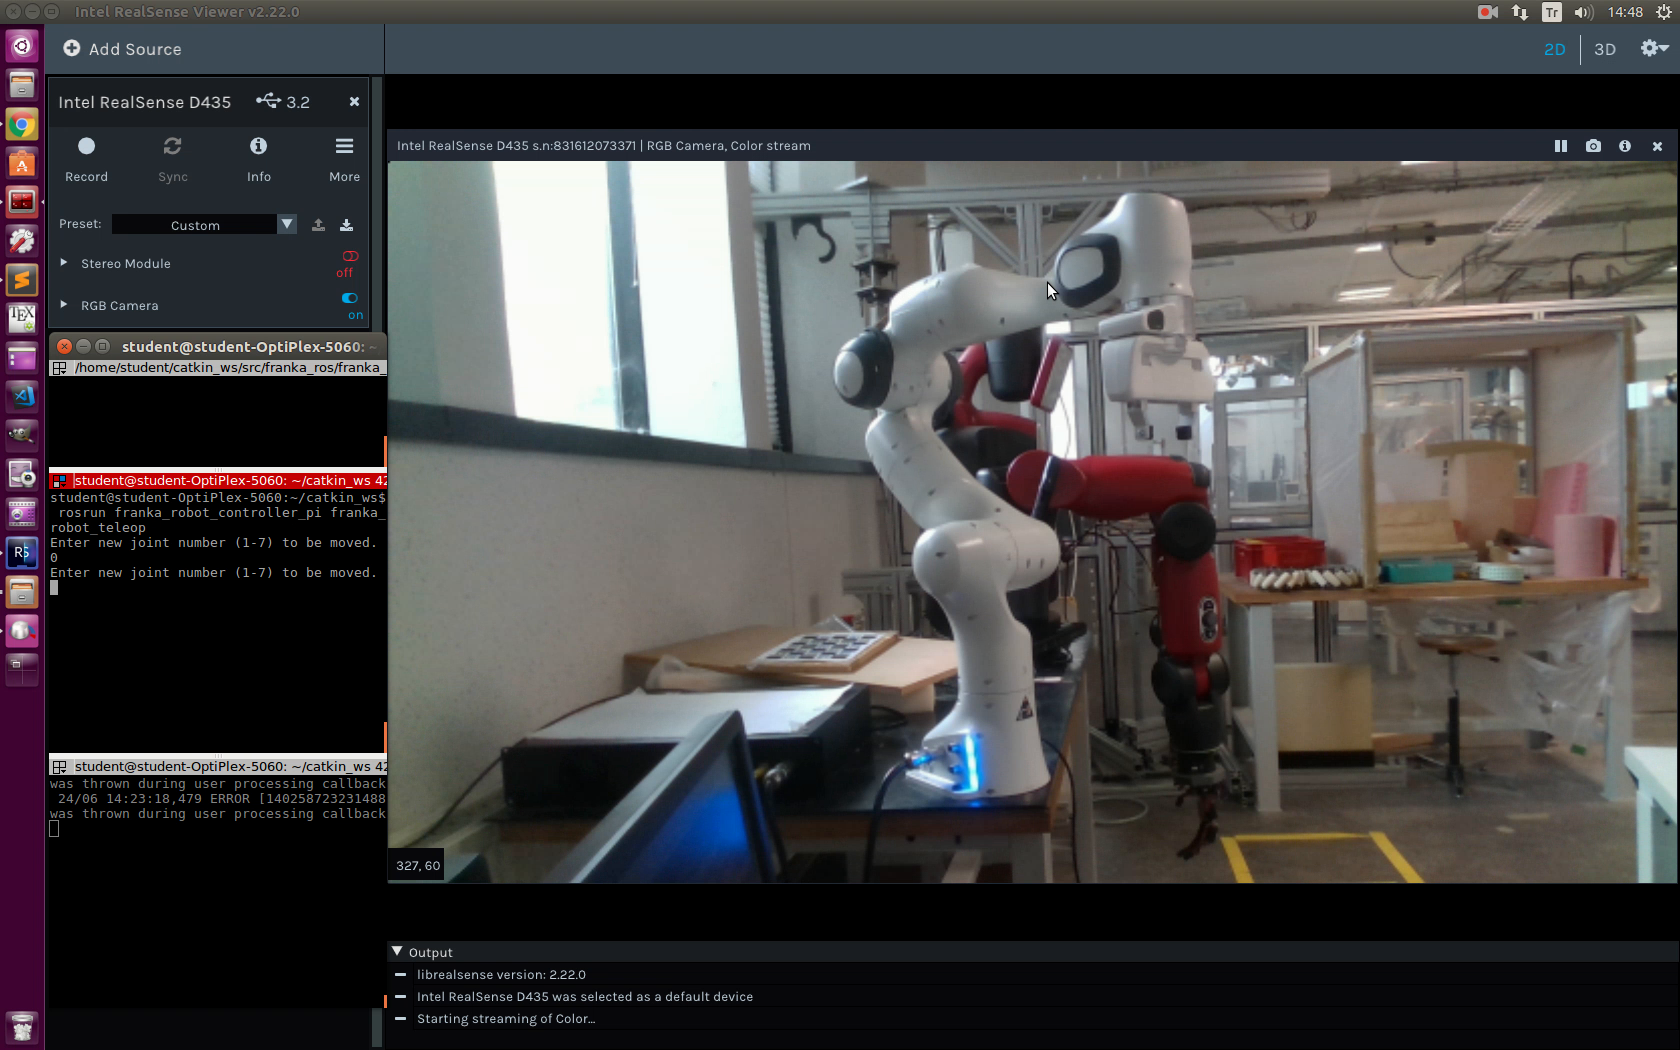 Intel RealSense Viewer v2.22.0
Tr
14:48
Add Source
2D
3D
Intel RealSense D435
3.2
Record
Sync
Info
More
Preset:
Custom
Stereo Module
off
RGB Camera
on
Intel RealSense D435 s.n:831612073371 | RGB Camera, Color stream
student@student-OptiPlex-5060: ~
/home/student/catkin_ws/src/franka_ros/franka_
student@student-OptiPlex-5060: ~/catkin_ws 42
student@student-OptiPlex-5060:~/catkin_ws$
rosrun franka_robot_controller_pi franka_
robot_teleop
Enter new joint number (1-7) to be moved.
0
Enter new joint number (1-7) to be moved.
student@student-OptiPlex-5060: ~/catkin_ws 42
was thrown during user processing callback
24/06 14:23:18,479 ERROR [140258723231488
was thrown during user processing callback
327, 60
Output
librealsense version: 2.22.0
Intel RealSense D435 was selected as a default device
Starting streaming of Color...
TEX
RS